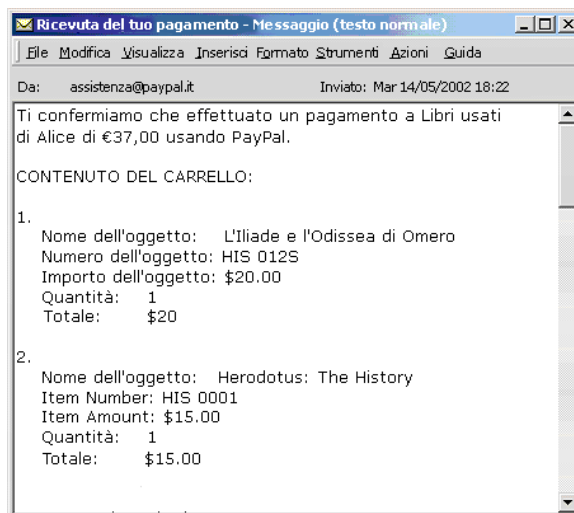 Ricevuta del tuo pagamento - Messaggio (testo normale)
File Modifica Visualizza Inserisci Formato Strumenti Azioni Guida
Da: assistenza@paypal.it Inviato: Mar 14/05/2002 18:22
Ti confermiamo che effettuato un pagamento a Libri usati
di Alice di €37,00 usando PayPal.
CONTENUTO DEL CARRELLO:
1.
Nome dell'oggetto: L'Iliade e l'Odissea di Omero
Numero dell'oggetto: HIS 012S
Importo dell'oggetto: $20.00
Quantità: 1
Totale: $20
2.
Nome dell'oggetto: Herodotus: The History
Item Number: HIS 0001
Item Amount: $15.00
Quantità: 1
Totale: $15.00